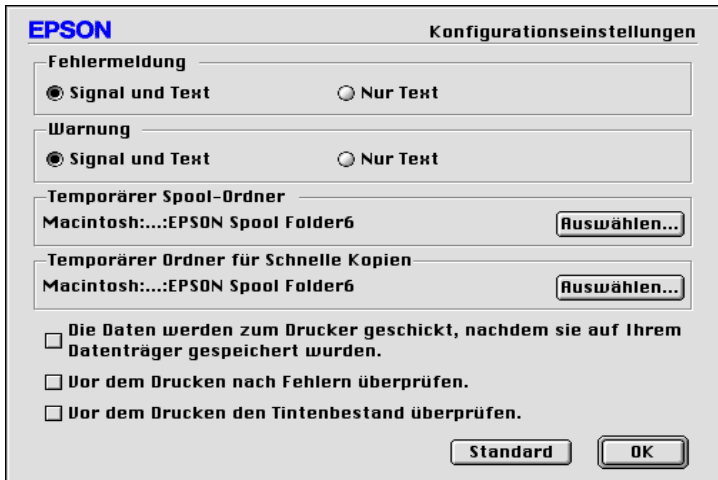 EPSON
Konfigurationseinstellungen
Fehlermeldung
Signal und Text
Nur Text
Warnung
Signal und Text
Nur Text
Temporärer Spool-Ordner
Macintosh:...:EPSON Spool Folder6
Auswählen...
Temporärer Ordner für Schnelle Kopien
Macintosh:...:EPSON Spool Folder6
Auswählen...
Die Daten werden zum Drucker geschickt, nachdem sie auf Ihrem
Datenträger gespeichert wurden.
Vor dem Drucken nach Fehlern überprüfen.
Vor dem Drucken den Tintenbestand überprüfen.
Standard
OK